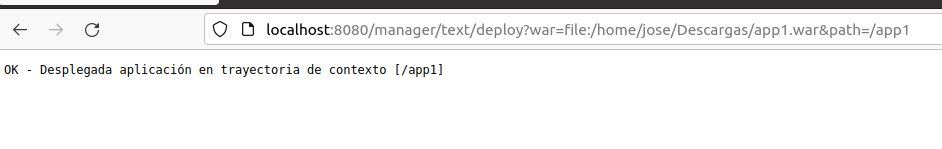 localhost:8080/manager/text/deploy?war=file:/home/jose/Descargas/app1.war&path=/app1
OK - Desplegada aplicación en trayectoria de contexto [/app1]